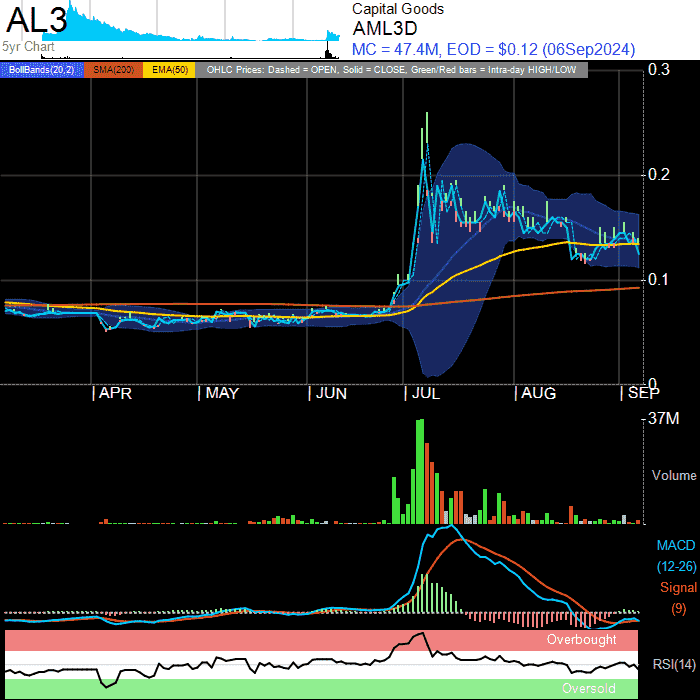 AL3
5yr Chart
Capital Goods
AML3D
MC = 47.4M, EOD = $0.12 (06Sep2024)
BollBands(20,2) SMA(200) EMA(50) OHLC Prices: Dashed = OPEN, Solid = CLOSE, Green/Red bars = Intra-day HIGH/LOW
0.3
0.2
0.1
0
APR MAY JUN JUL AUG SEP
37M
Volume
MACD
(12-26)
Signal
(9)
Overbought
RSI(14)
Oversold